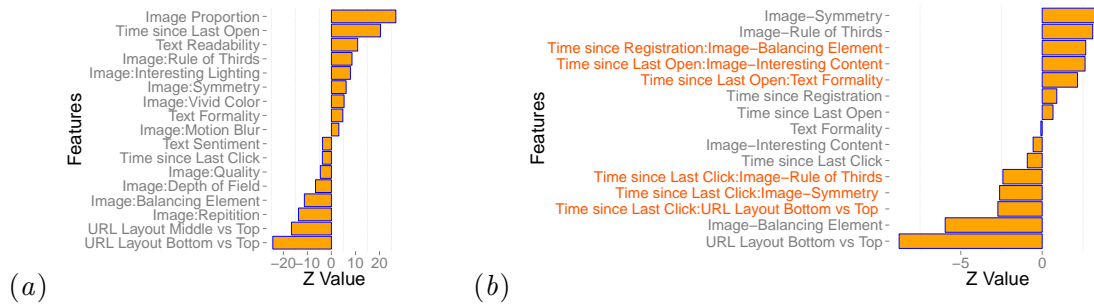 Features
Image Proportion
Time since Last Open
Text Readability
Image:Rule of Thirds
Image:Interesting Lighting
Image:Symmetry
Image:Vivid Color
Text Formality
Image:Motion Blur
Text Sentiment
Time since Last Click
Image:Quality
Image:Depth of Field
Image:Balancing Element
Image:Repitition
URL Layout Middle vs Top
URL Layout Bottom vs Top
−20 −10 0 10 20
Z Value
(a)
Features
Image−Symmetry
Image−Rule of Thirds
Time since Registration:Image−Balancing Element
Time since Last Open:Image−Interesting Content
Time since Last Open:Text Formality
Time since Registration
Time since Last Open
Text Formality
Image−Interesting Content
Time since Last Click
Time since Last Click:Image−Rule of Thirds
Time since Last Click:Image−Symmetry
Time since Last Click:URL Layout Bottom vs Top
Image−Balancing Element
URL Layout Bottom vs Top
−5 0
Z Value
(b)